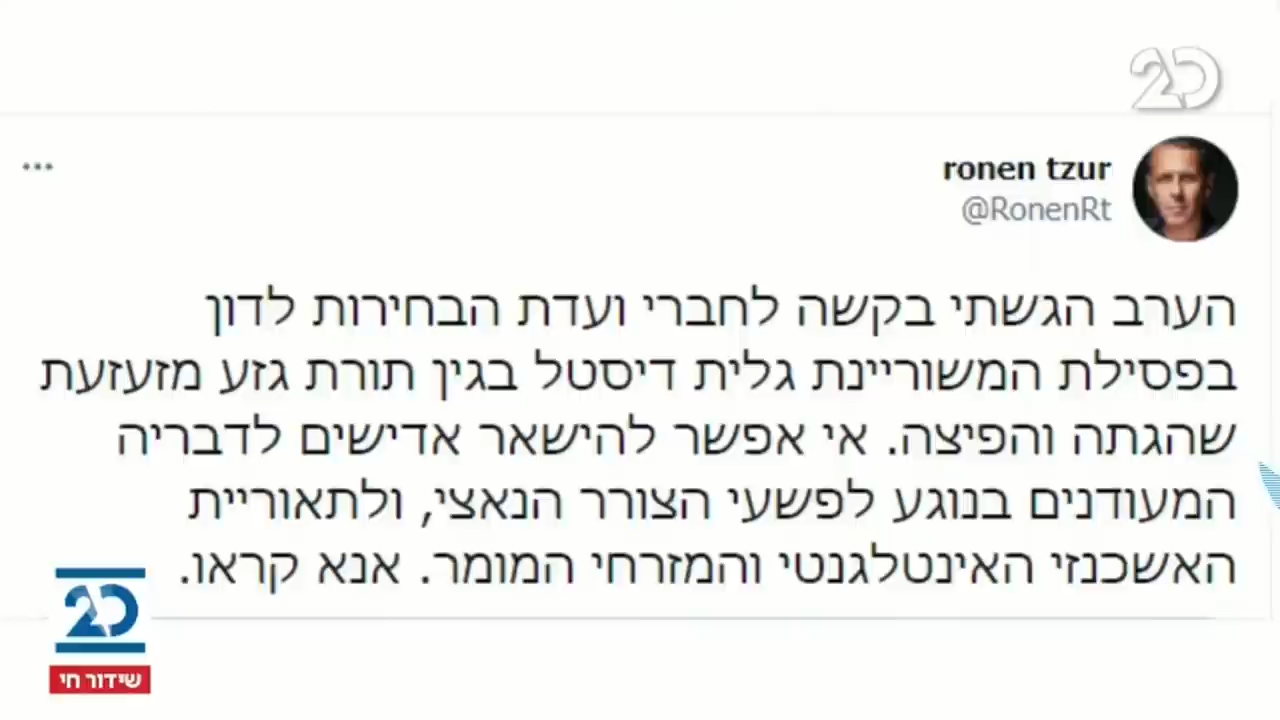 20
ronen tzur
@RonenRt
הערב הגשתי בקשה לחברי ועדת הבחירות לדון
בפסילת המשוריינת גלית דיסטל בגין תורת גזע מזעזעת
שהגתה והפיצה. אי אפשר להישאר אדישים לדבריה
המעודנים בנוגע לפשעי הצורר הנאצי, ולתאוריית
האשכנזי האינטלגנטי והמזרחי המומר. אנא קראו.
20
שידור חי